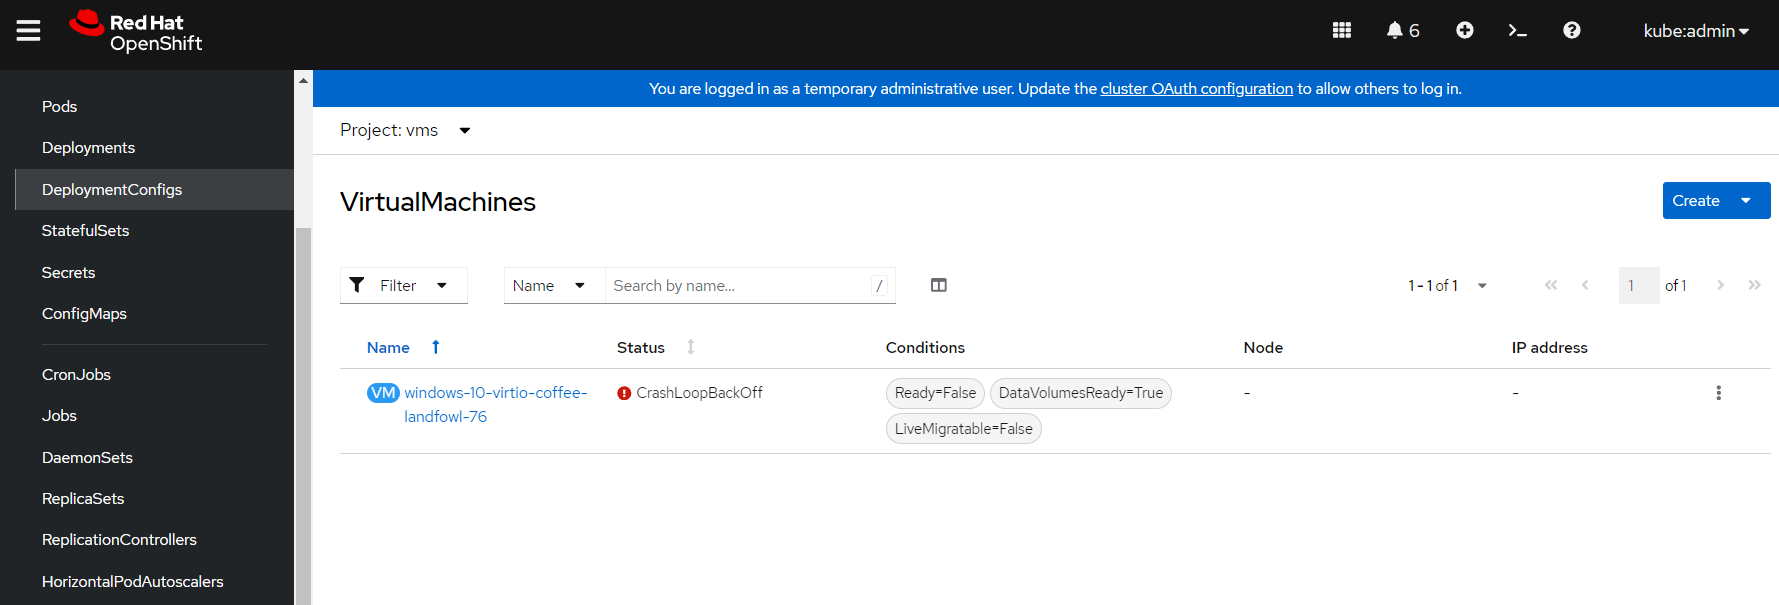 Red Hat
OpenShift
6
kube:admin
You are logged in as a temporary administrative user. Update the cluster OAuth configuration to allow others to log in.
Pods
Deployments
DeploymentConfigs
StatefulSets
Secrets
ConfigMaps
CronJobs
Jobs
DaemonSets
ReplicaSets
ReplicationControllers
HorizontalPodAutoscalers
Project: vms
VirtualMachines
Create
Filter
Name
Search by name...
/
1 - 1 of 1
1 of 1
Name Status Conditions Node IP address
VM windows-10-virtio-coffee- CrashLoopBackOff Ready=False DataVolumesReady=True - -
landfowl-76 LiveMigratable=False